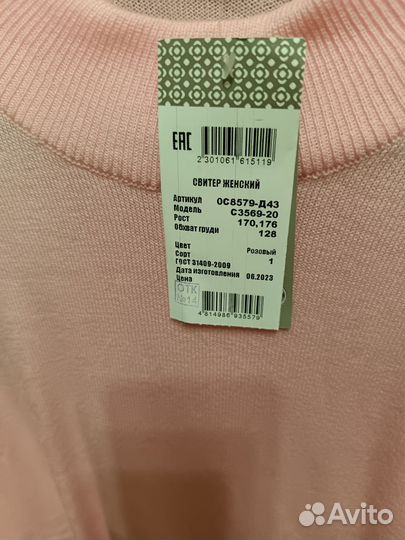 EAC
2 301061 615119
СВИТЕР ЖЕНСКИЙ
Артикул 0С8579-Д43
Модель С3569-20
Рост 170,176
Обхват груди 128
Цвет Розовый
Сорт 1
ГОСТ 31409-2009
Дата изготовления 06.2023
Цена
ОТК
№14
4 814986 935579
Avito